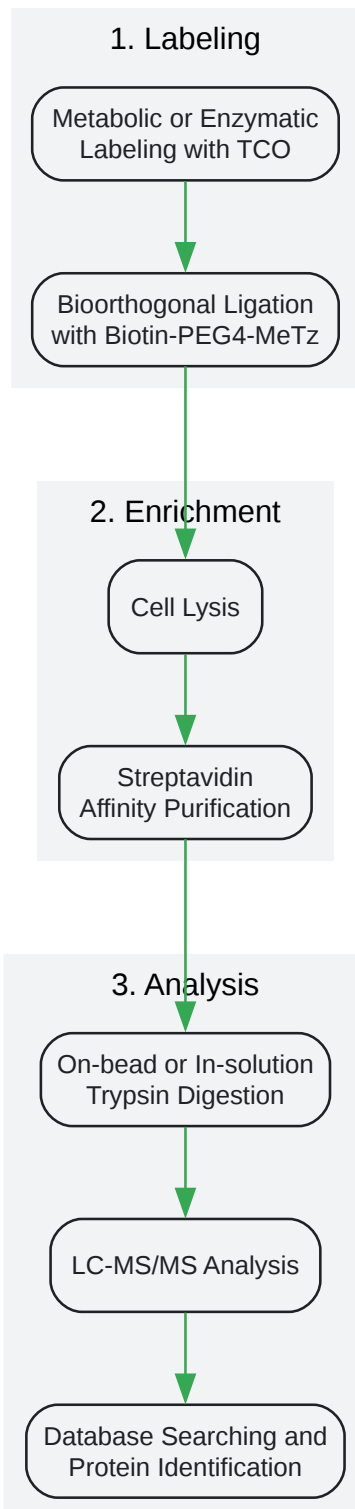 1. Labeling
Metabolic or Enzymatic
Labeling with TCO
Bioorthogonal Ligation
with Biotin-PEG4-MeTz
2. Enrichment
Cell Lysis
Streptavidin
Affinity Purification
3. Analysis
On-bead or In-solution
Trypsin Digestion
LC-MS/MS Analysis
Database Searching and
Protein Identification